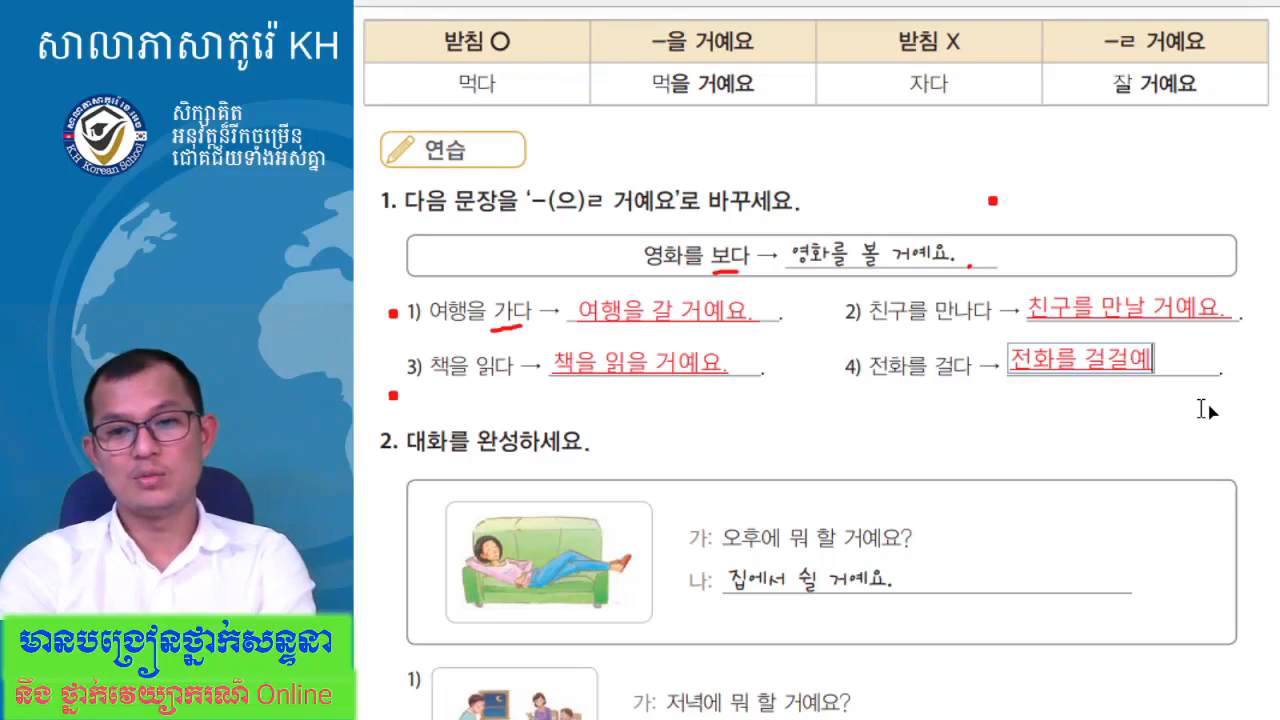 សាលាភាសាកូរ៉េ KH
សិក្សាគិត
អនុវត្តន៏រីកចម្រើន
ជោគជ័យទាំងអស់គ្នា
K.H Korean School
មានបង្រៀនថ្នាក់សន្ទនា
នឹង ថ្នាក់វេយ្យាករណ៏ Online
받침 O -을 거예요 받침 X -ㄹ 거예요
먹다 먹을 거예요 자다 잘 거예요
연습
1. 다음 문장을 '-(으)ㄹ 거예요'로 바꾸세요.
영화를 보다 → 영화를 볼 거예요.
1) 여행을 가다 → 여행을 갈 거예요. .
2) 친구를 만나다 → 친구를 만날 거예요. .
3) 책을 읽다 → 책을 읽을 거예요. .
4) 전화를 걸다 → 전화를 걸걸예 .
2. 대화를 완성하세요.
가: 오후에 뭐 할 거예요?
나: 집에서 쉴 거예요.
1)
가: 저녁에 뭐 할 거예요?